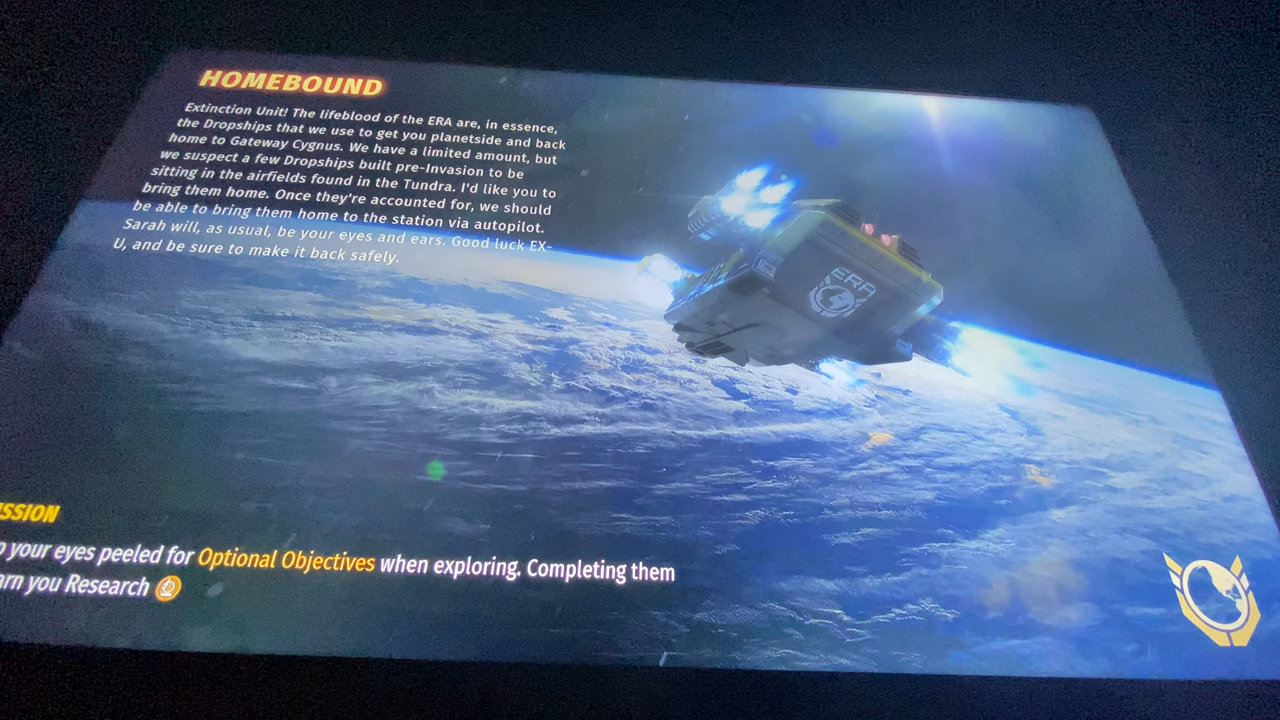 HOMEBOUND
Extinction Unit! The lifeblood of the ERA are, in essence,
the Dropships that we use to get you planetside and back
home to Gateway Cygnus. We have a limited amount, but
we suspect a few Dropships built pre-Invasion to be
sitting in the airfields found in the Tundra. I'd like you to
bring them home. Once they're accounted for, we should
be able to bring them home to the station via autopilot.
Sarah will, as usual, be your eyes and ears. Good luck EX-
U, and be sure to make it back safely.
ERA
SSION
p your eyes peeled for Optional Objectives when exploring. Completing them
arn you Research